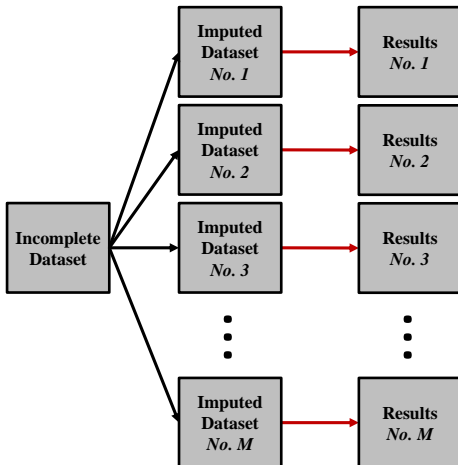 Imputed
Dataset
No. 1
Results
No. 1
Imputed
Dataset
No. 2
Results
No. 2
Incomplete
Dataset
Imputed
Dataset
No. 3
Results
No. 3
Imputed
Dataset
No. M
Results
No. M